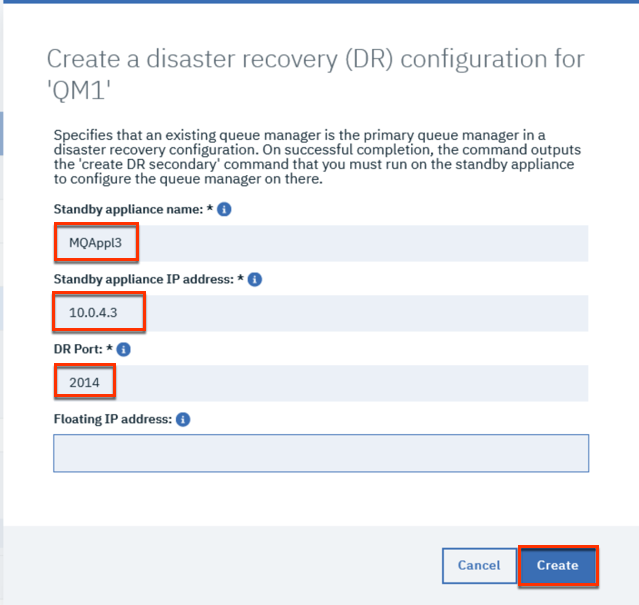 Create a disaster recovery (DR) configuration for
'QM1'
Specifies that an existing queue manager is the primary queue manager in a
disaster recovery configuration. On successful completion, the command outputs
the 'create DR secondary' command that you must run on the standby appliance
to configure the queue manager on there.
Standby appliance name: * i
MQAppl3
Standby appliance IP address: * i
10.0.4.3
DR Port: * i
2014
Floating IP address: i
Cancel Create